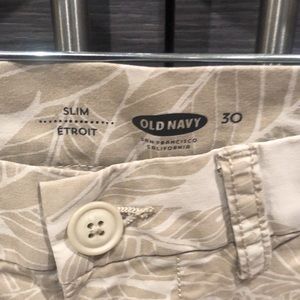 SLIM
ÉTROIT
OLD NAVY
SAN FRANCISCO
CALIFORNIA
30